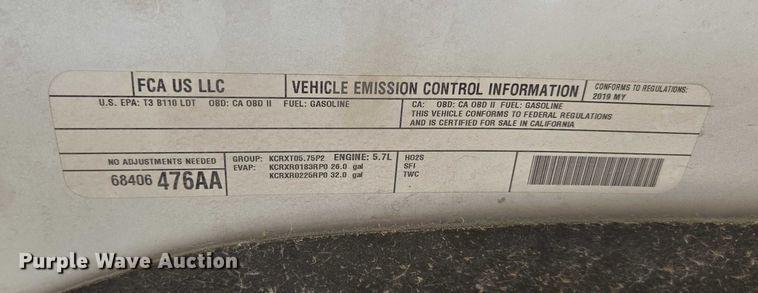 FCA US LLC
VEHICLE EMISSION CONTROL INFORMATION
CONFORMS TO REGULATIONS:
2019 MY
U.S. EPA: T3 B110 LDT OBD: CA OBD II FUEL: GASOLINE
CA: OBD: CA OBD II FUEL: GASOLINE
THIS VEHICLE CONFORMS TO FEDERAL REGULATIONS
AND IS CERTIFIED FOR SALE IN CALIFORNIA
NO ADJUSTMENTS NEEDED
68406 476AA
GROUP: KCRXT05.75P2 ENGINE: 5.7L
EVAP: KCRXR0183RP0 26.0 gal
KCRXR0225RP0 32.0 gal
HO2S
SFI
TWC
Purple Wave Auction